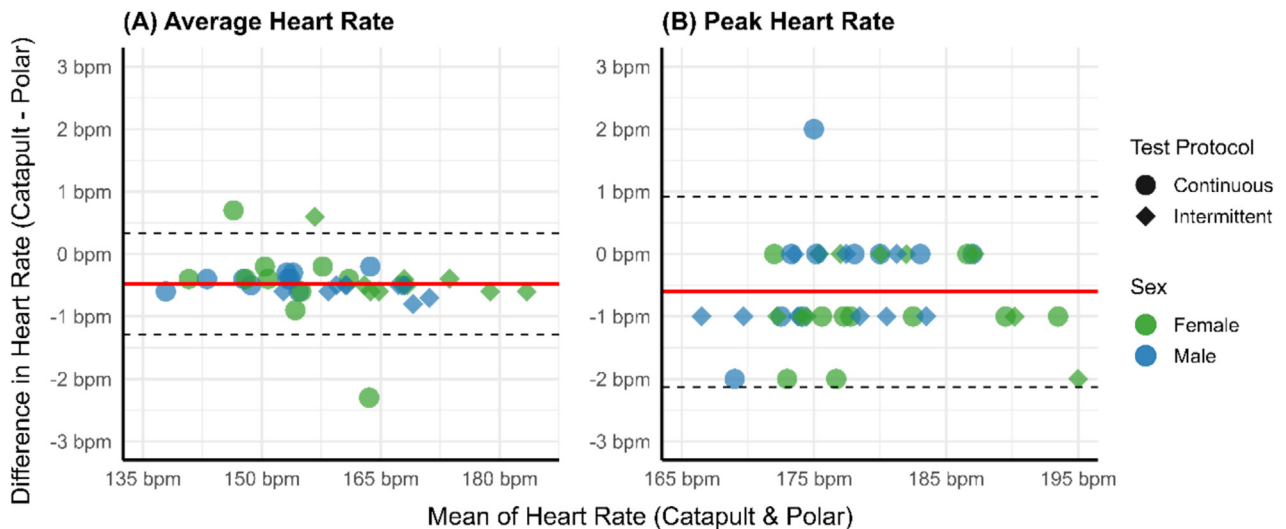 (A) Average Heart Rate
(B) Peak Heart Rate
Difference in Heart Rate (Catapult - Polar)
3 bpm
2 bpm
1 bpm
0 bpm
-1 bpm
-2 bpm
-3 bpm
135 bpm
150 bpm
165 bpm
180 bpm
3 bpm
2 bpm
1 bpm
0 bpm
-1 bpm
-2 bpm
-3 bpm
165 bpm
175 bpm
185 bpm
195 bpm
Mean of Heart Rate (Catapult & Polar)
Test Protocol
Continuous
Intermittent
Sex
Female
Male